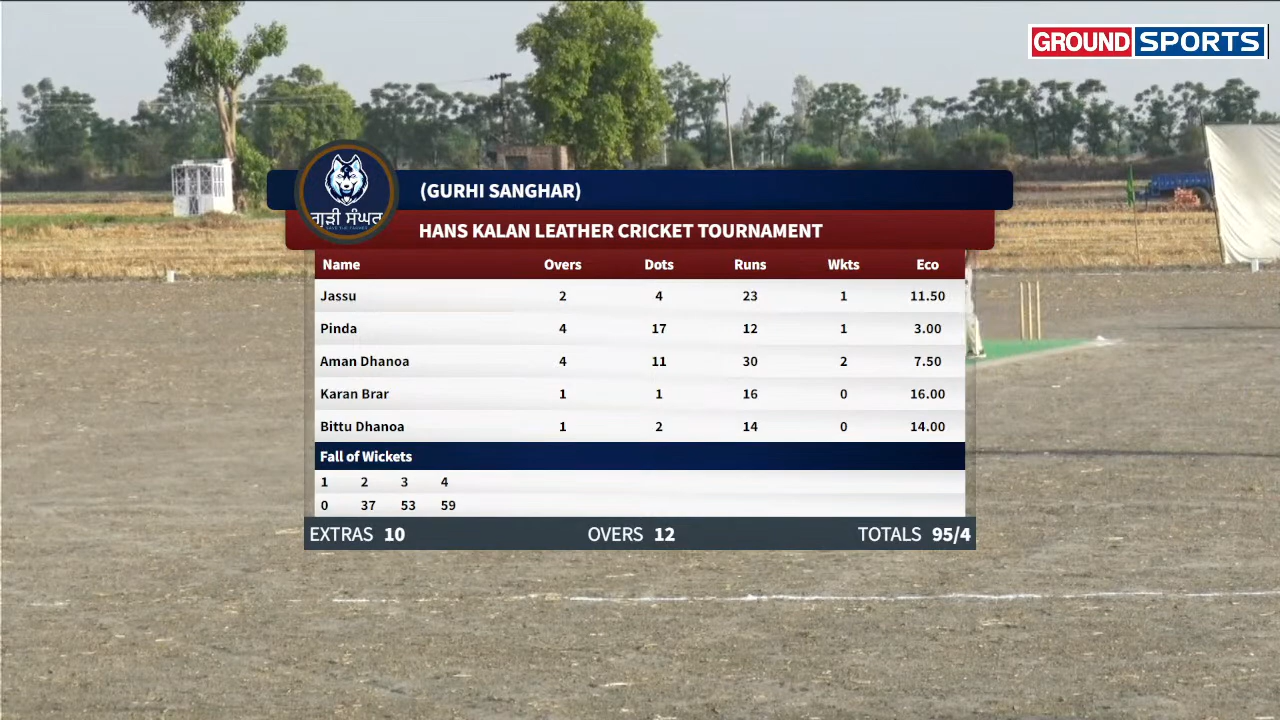 GROUND SPORTS
(GURHI SANGHAR)
ਗੁੜੀ ਸੰਘਰ
HANS KALAN LEATHER CRICKET TOURNAMENT
Name Overs Dots Runs Wkts Eco
Jassu 2 4 23 1 11.50
Pinda 4 17 12 1 3.00
Aman Dhanoa 4 11 30 2 7.50
Karan Brar 1 1 16 0 16.00
Bittu Dhanoa 1 2 14 0 14.00
Fall of Wickets
1 2 3 4
0 37 53 59
EXTRAS 10 OVERS 12 TOTALS 95/4